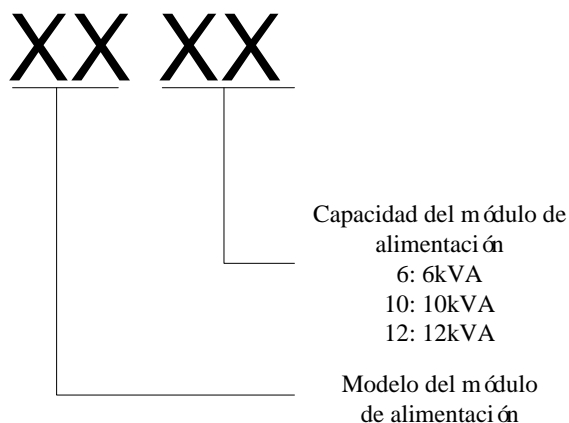 XX XX
Capacidad del módulo de
alimentación
6: 6kVA
10: 10kVA
12: 12kVA
Modelo del módulo
de alimentación